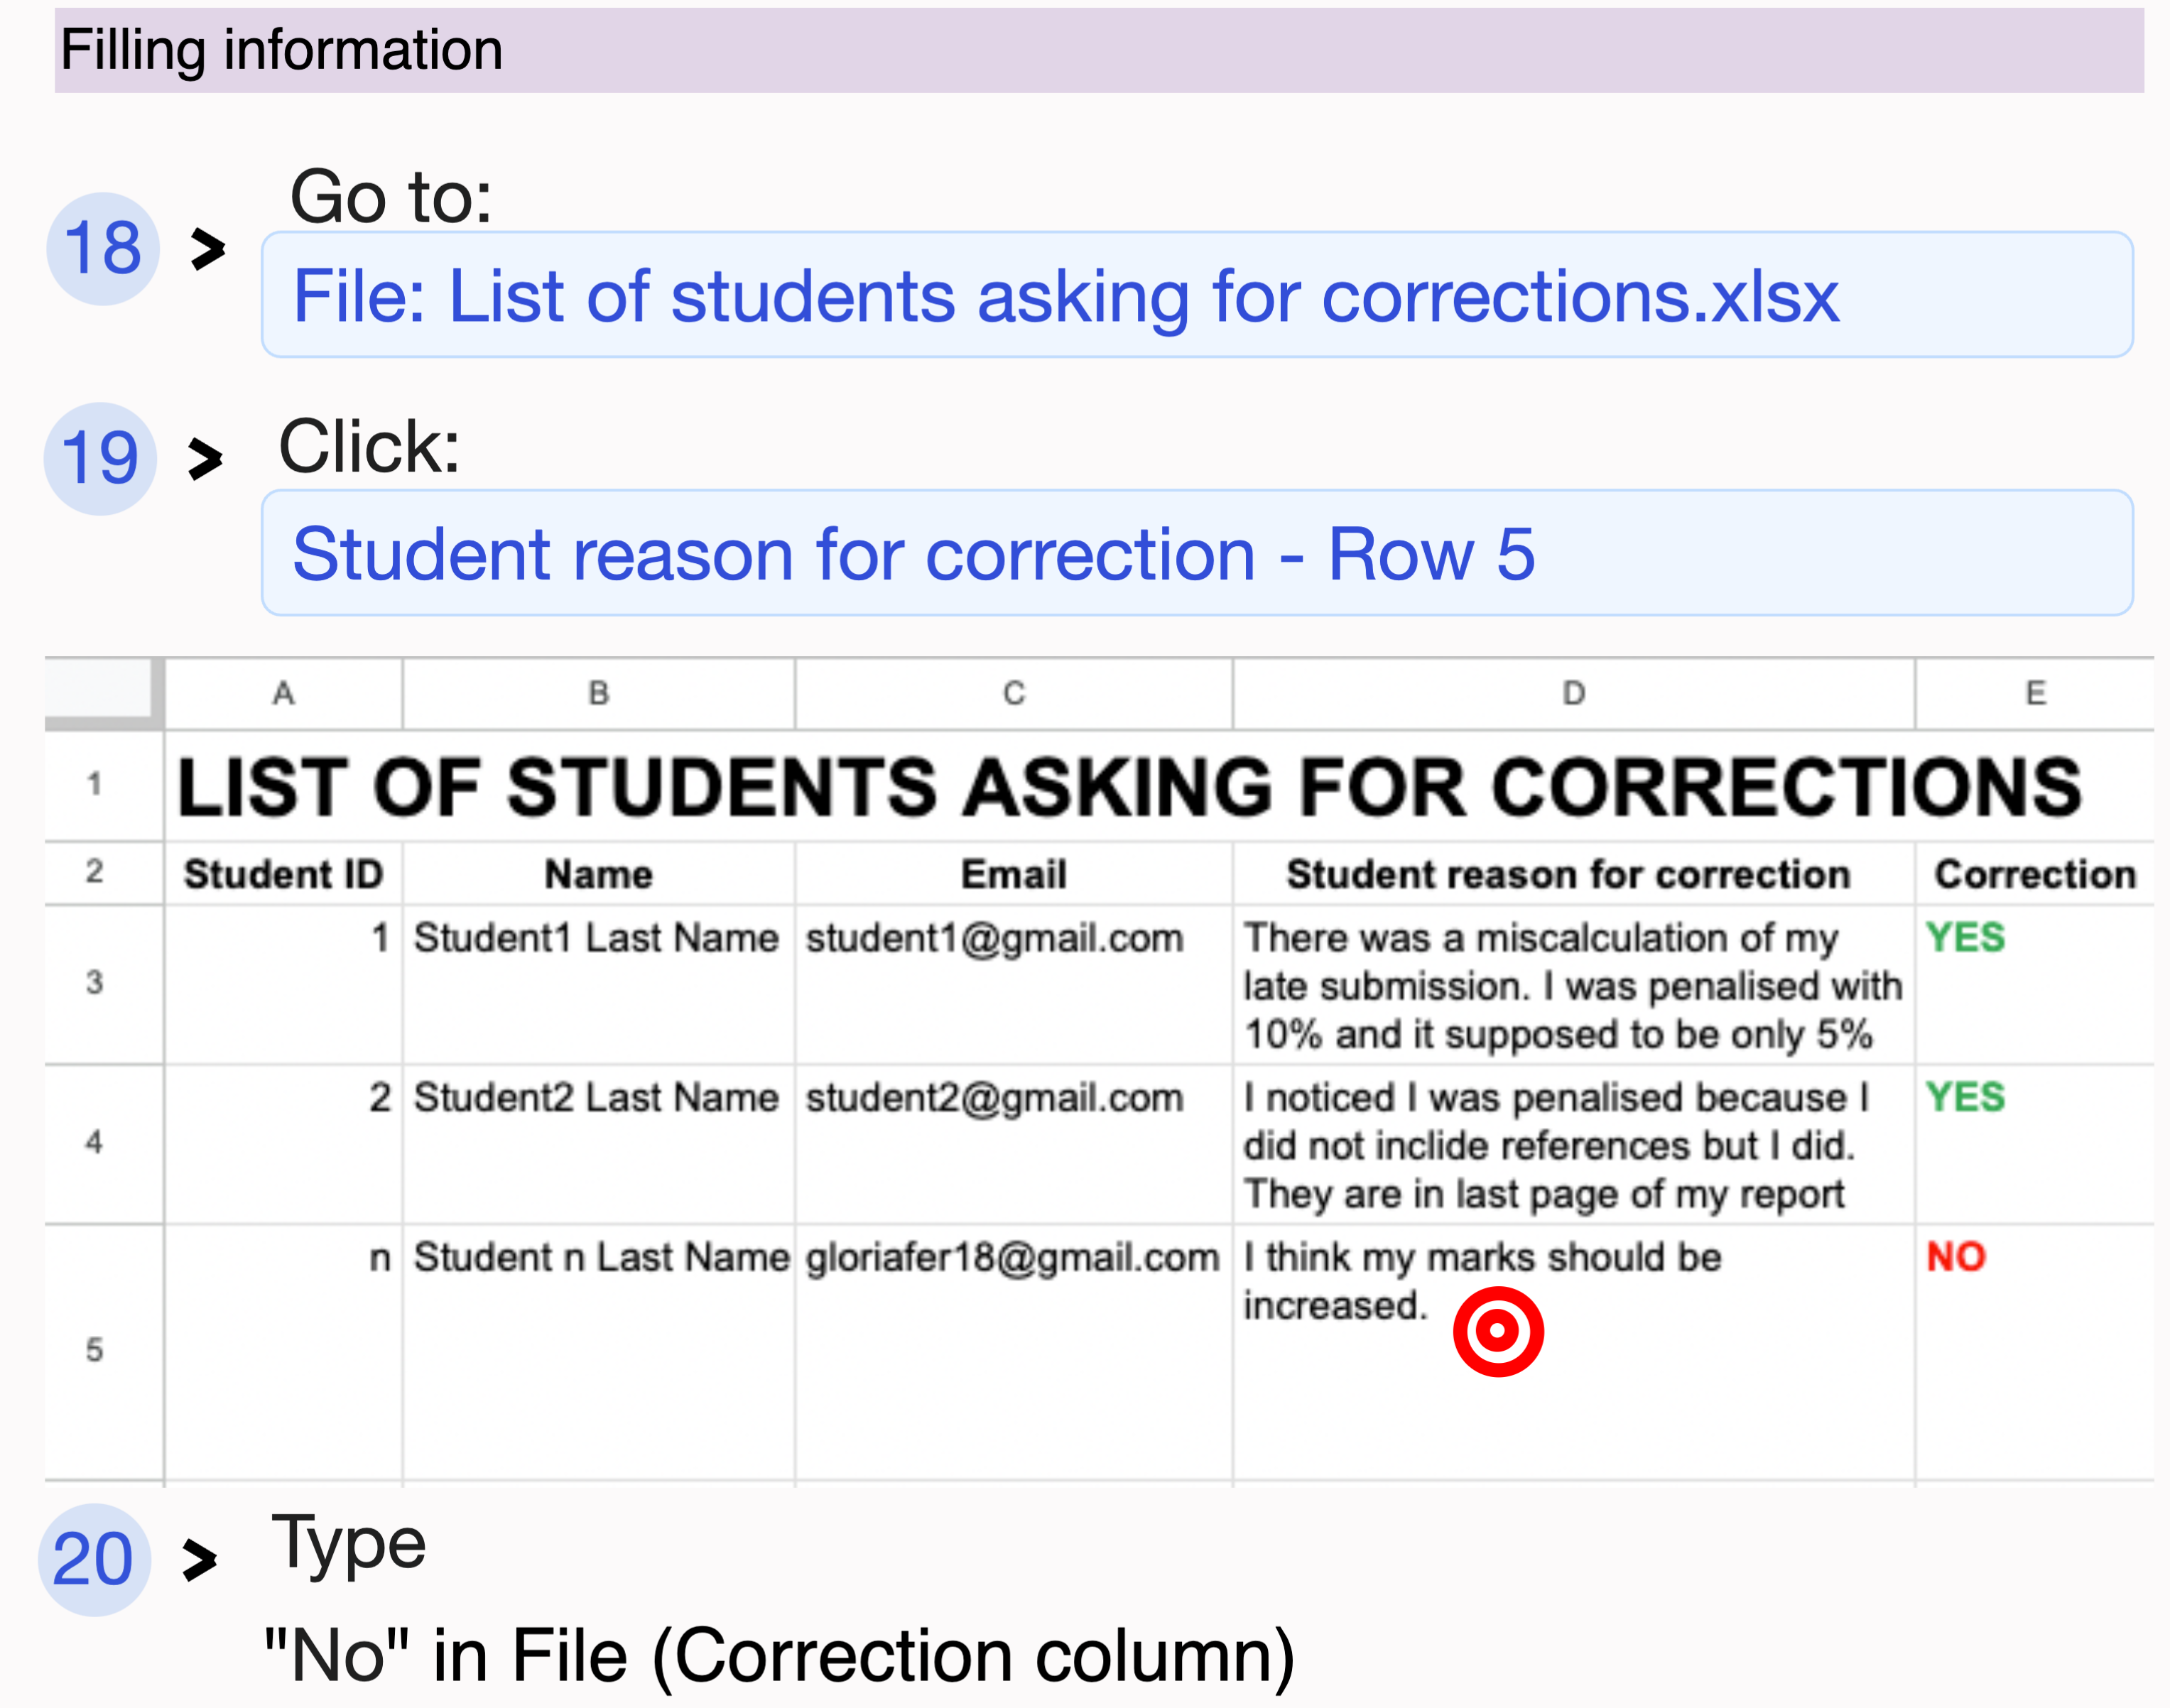 Filling information
18 > Go to:
File: List of students asking for corrections.xlsx
19 > Click:
Student reason for correction - Row 5
A B C D E
1 LIST OF STUDENTS ASKING FOR CORRECTIONS
2 Student ID Name Email Student reason for correction Correction
3 1 Student1 Last Name student1@gmail.com There was a miscalculation of my YES
late submission. I was penalised with
10% and it supposed to be only 5%
4 2 Student2 Last Name student2@gmail.com I noticed I was penalised because I YES
did not inclide references but I did.
They are in last page of my report
5 n Student n Last Name gloriafer18@gmail.com I think my marks should be NO
increased.
20 > Type
"No" in File (Correction column)